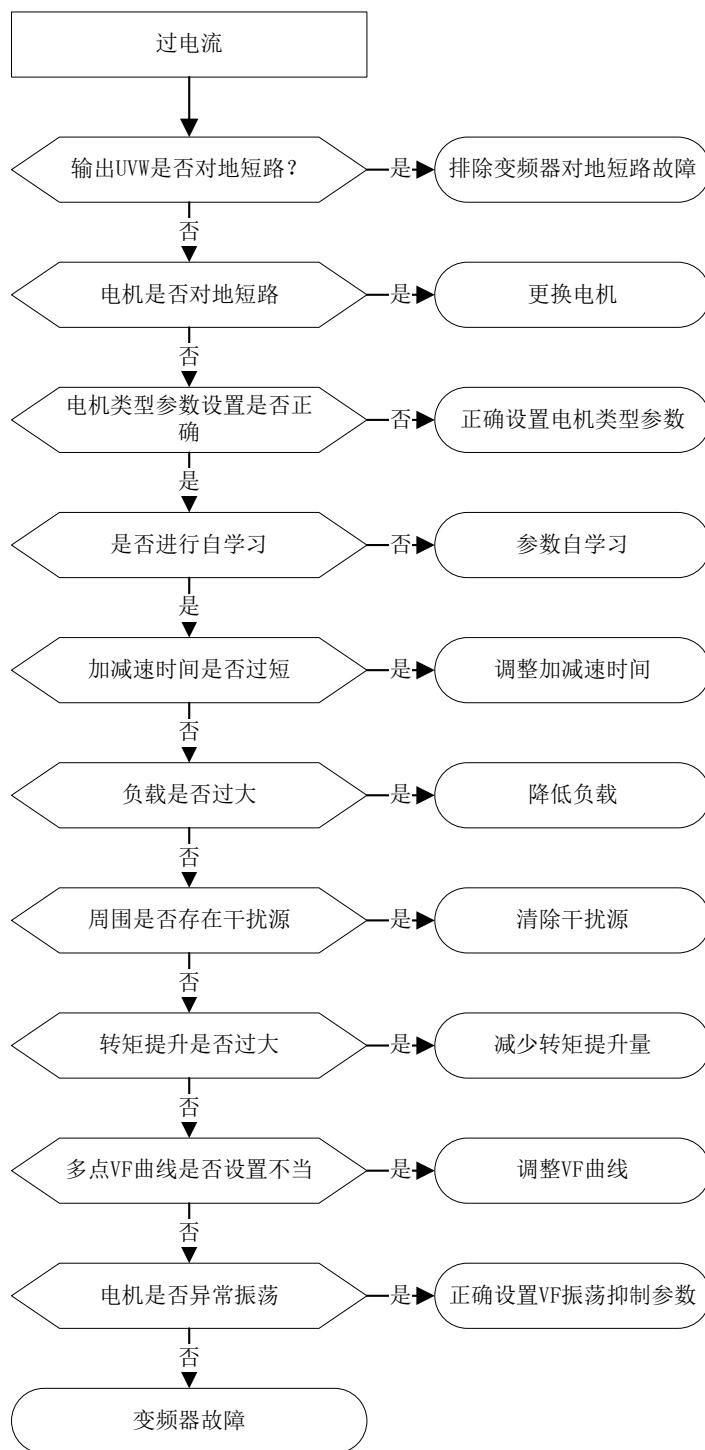 过电流
输出UVW是否对地短路?
是
排除变频器对地短路故障
否
电机是否对地短路
是
更换电机
否
电机类型参数设置是否正
确
否
正确设置电机类型参数
是
是否进行自学习
否
参数自学习
是
加减速时间是否过短
是
调整加减速时间
否
负载是否过大
是
降低负载
否
周围是否存在干扰源
是
清除干扰源
否
转矩提升是否过大
是
减少转矩提升量
否
多点VF曲线是否设置不当
是
调整VF曲线
否
电机是否异常振荡
是
正确设置VF振荡抑制参数
否
变频器故障